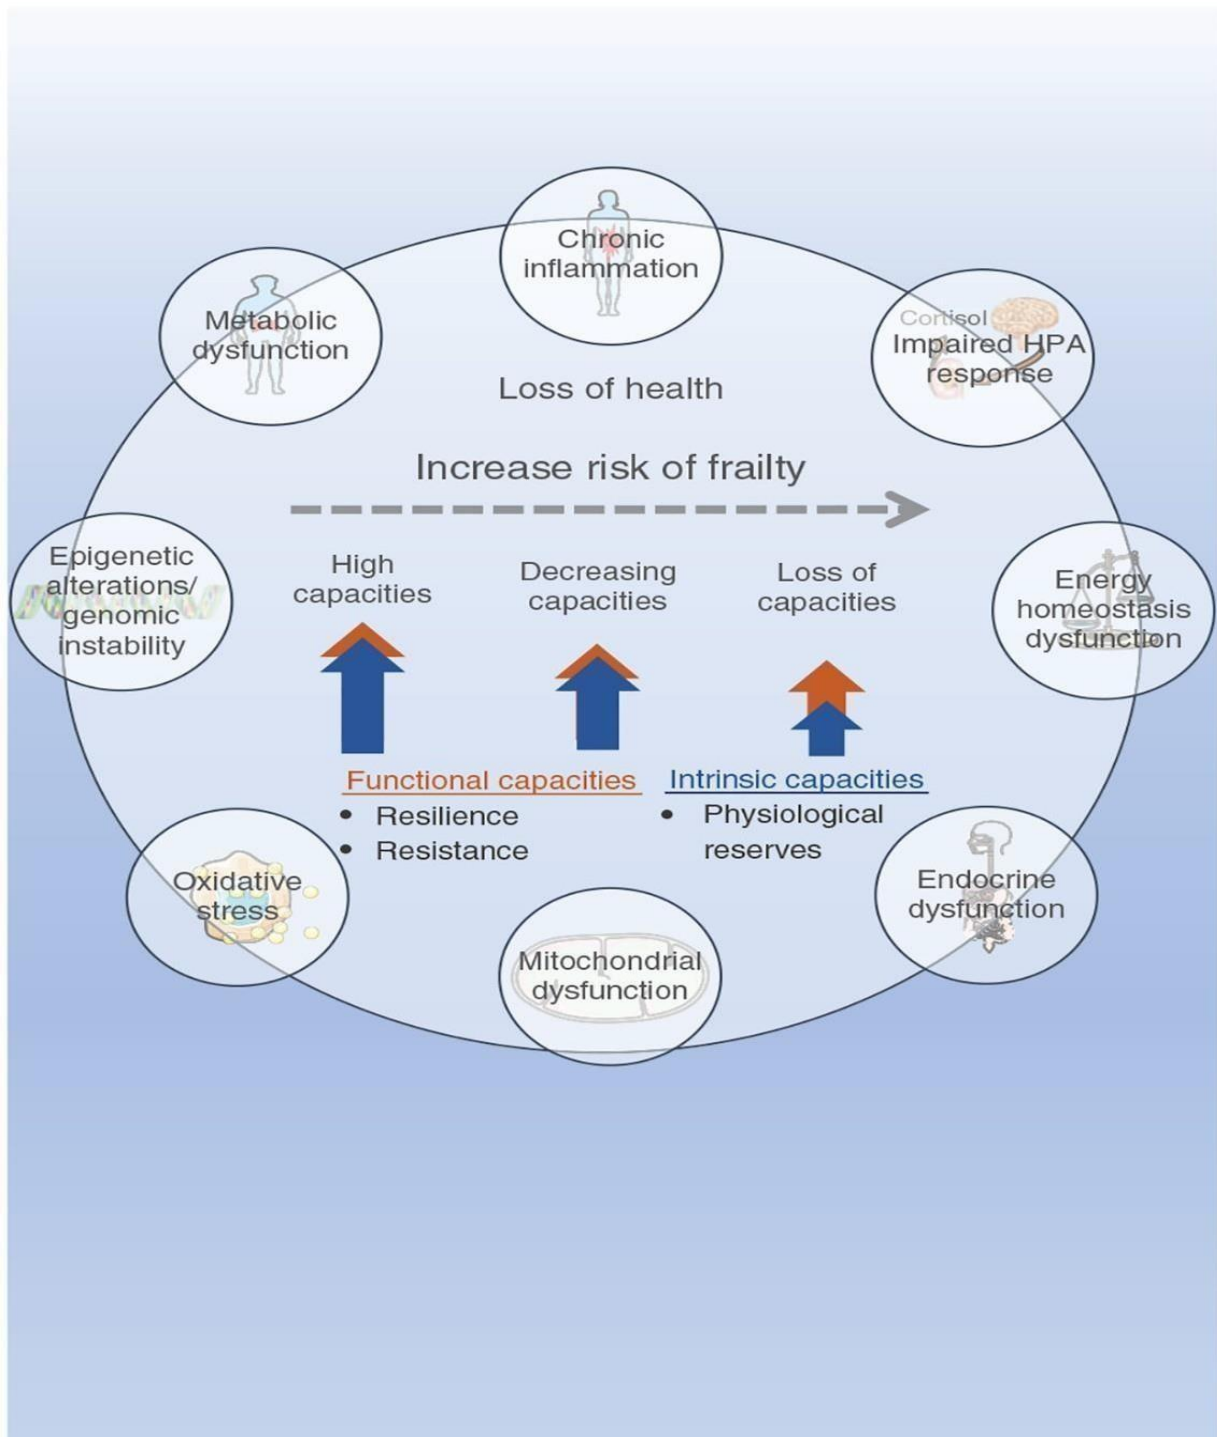 Chronic
inflammation
Metabolic
dysfunction
Cortisol
Impaired HPA
response
Loss of health
Increase risk of frailty
Epigenetic
alterations/
genomic
instability
High
capacities
Decreasing
capacities
Loss of
capacities
Energy
homeostasis
dysfunction
Functional capacities
• Resilience
• Resistance
Intrinsic capacities
• Physiological
reserves
Oxidative
stress
Mitochondrial
dysfunction
Endocrine
dysfunction